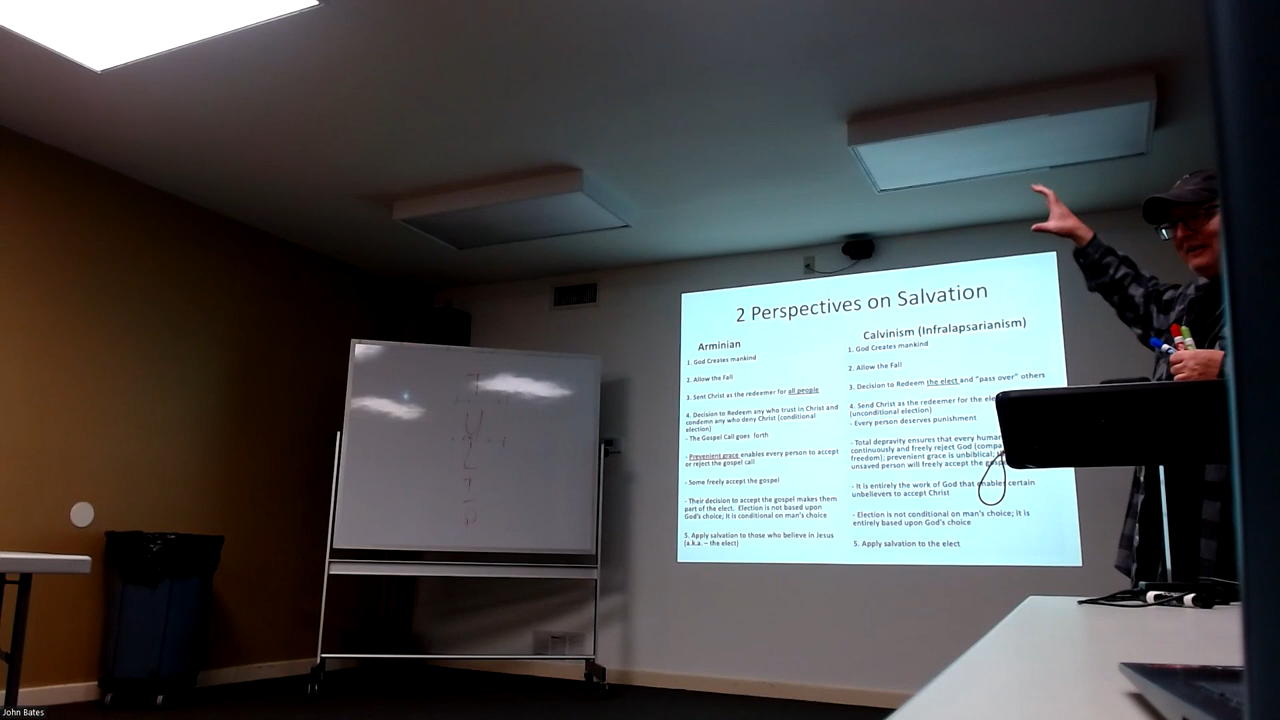 2 Perspectives on Salvation
Arminian
1. God Creates mankind
2. Allow the Fall
3. Sent Christ as the redeemer for all people
4. Decision to Redeem any who trust in Christ and
condemn any who deny Christ (conditional
election)
- The Gospel Call goes forth
- Prevenient grace enables every person to accept
or reject the gospel call
- Some freely accept the gospel
- Their decision to accept the gospel makes them
part of the elect. Election is not based upon
God's choice; it is conditional on man's choice
5. Apply salvation to those who believe in Jesus
(a.k.a. – the elect)
Calvinism (Infralapsarianism)
1. God Creates mankind
2. Allow the Fall
3. Decision to Redeem the elect and "pass over" others
4. Send Christ as the redeemer for the
(unconditional election)
- Every person deserves punishment
- Total depravity ensures that every
continuously and freely reject God
freedom); prevenient grace is unbiblical;
unsaved person will freely accept the
- It is entirely the work of God that enables certain
unbelievers to accept Christ
- Election is not conditional on man's choice; it is
entirely based upon God's choice
5. Apply salvation to the elect
John Bates